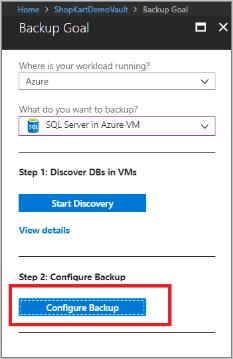 Home > ShopKartDemoVault > Backup Goal
Backup Goal
Where is your workload running?
Azure
What do you want to backup?
SQL SQL Server in Azure VM
Step 1: Discover DBs in VMs
Start Discovery
View details
Step 2: Configure Backup
Configure Backup